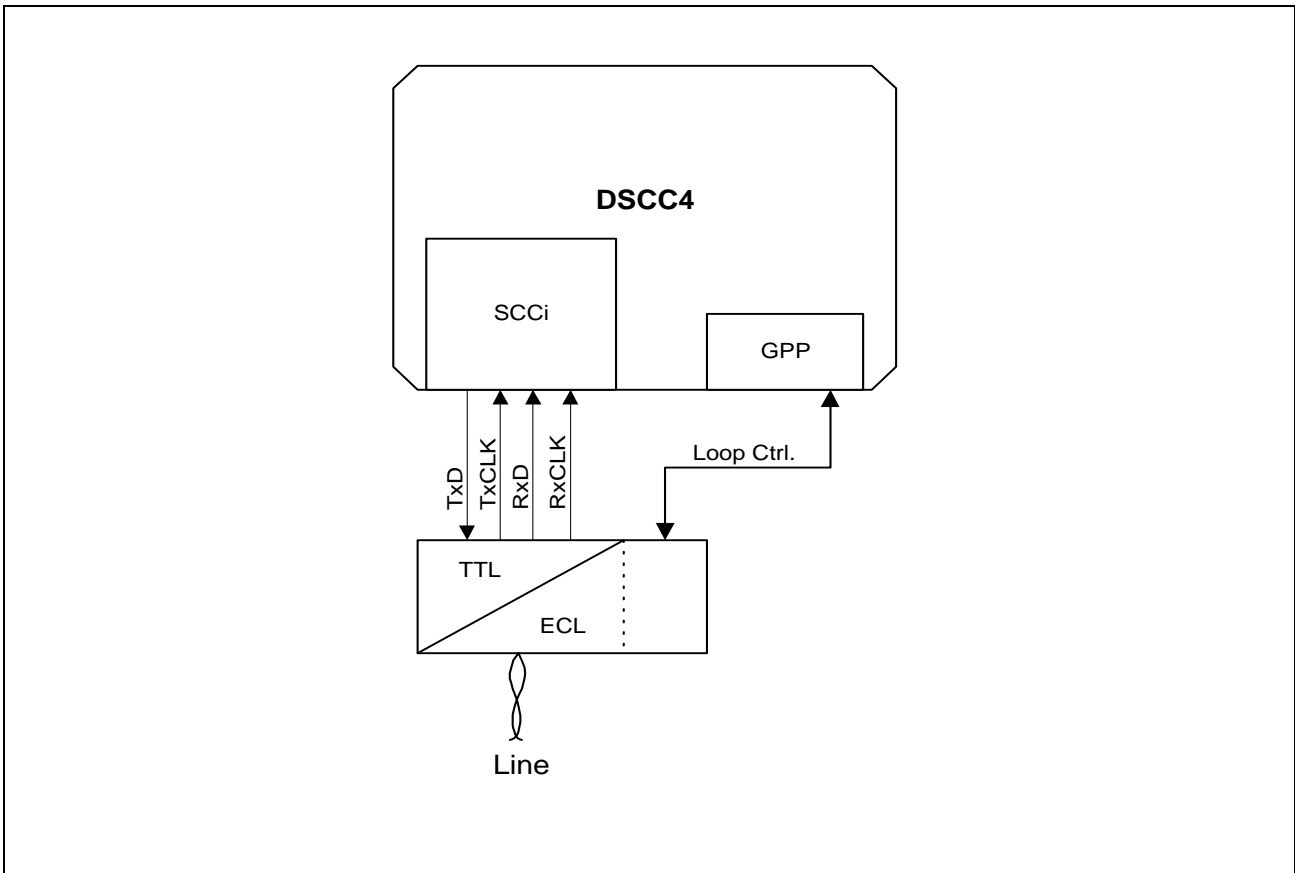 DSCC4
SCCi
GPP
TxD
TxCLK
RxD
RxCLK
Loop Ctrl.
TTL
ECL
Line